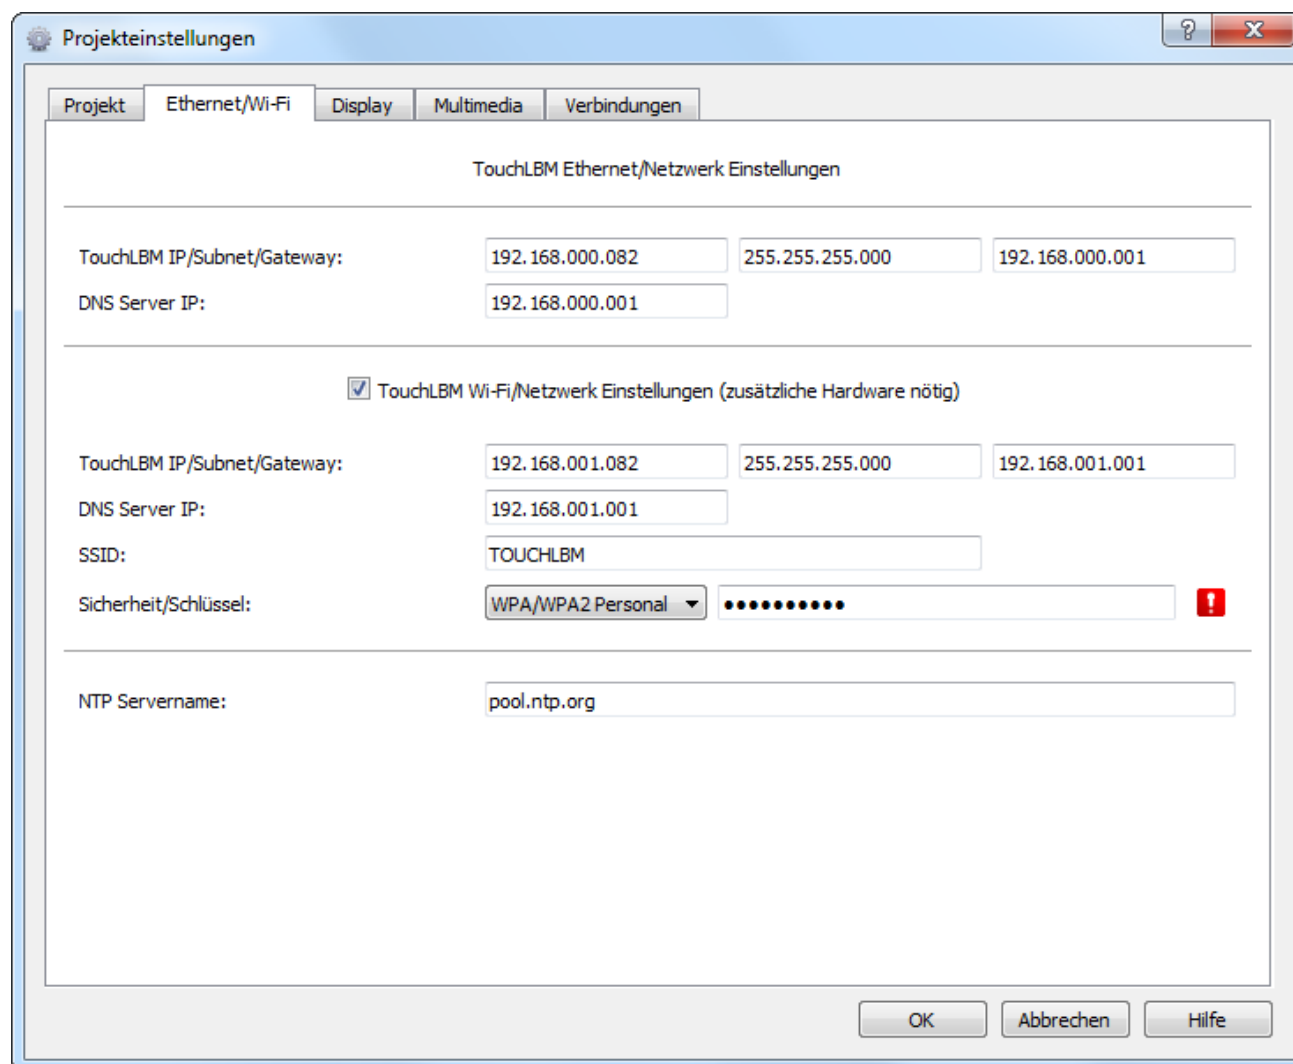 Projekteinstellungen
Projekt Ethernet/Wi-Fi Display Multimedia Verbindungen
TouchLBM Ethernet/Netzwerk Einstellungen
TouchLBM IP/Subnet/Gateway: 192.168.000.082 255.255.255.000 192.168.000.001
DNS Server IP: 192.168.000.001
TouchLBM Wi-Fi/Netzwerk Einstellungen (zusätzliche Hardware nötig)
TouchLBM IP/Subnet/Gateway: 192.168.001.082 255.255.255.000 192.168.001.001
DNS Server IP: 192.168.001.001
SSID: TOUCHLBM
Sicherheit/Schlüssel: WPA/WPA2 Personal ●●●●●●●●●● !
NTP Servername: pool.ntp.org
OK Abbrechen Hilfe